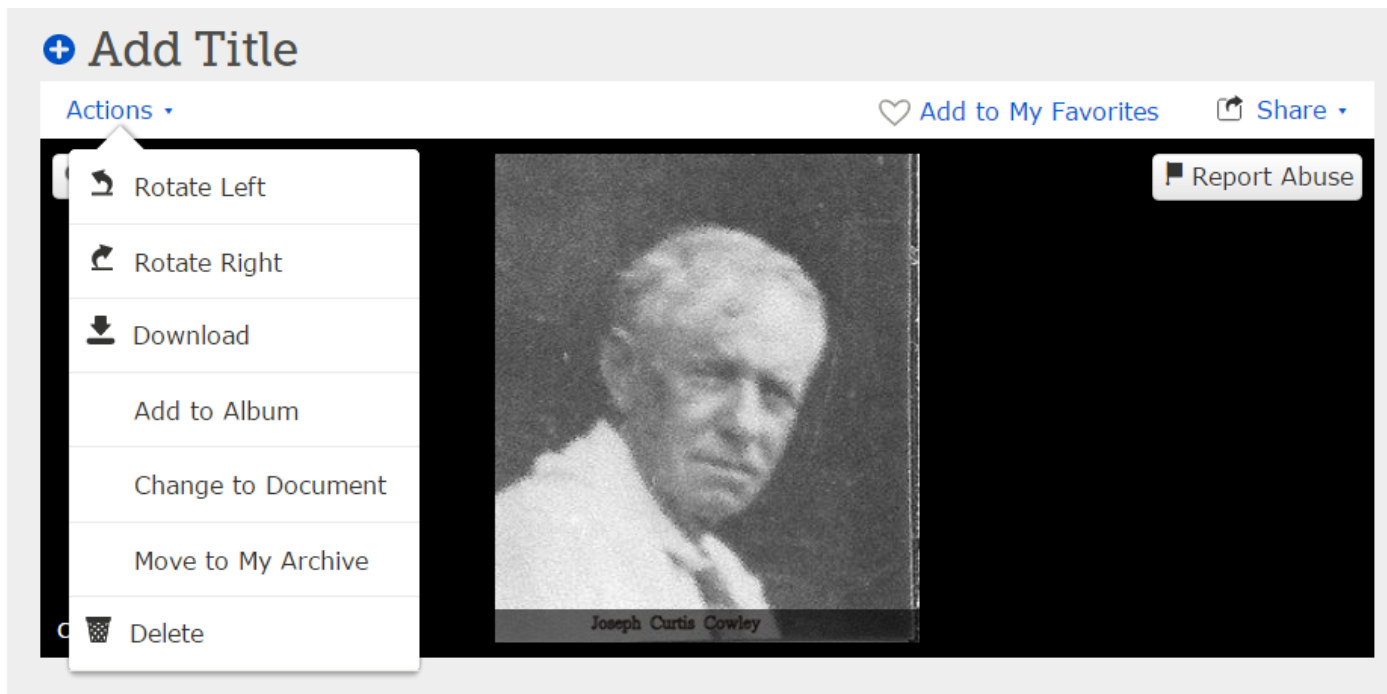 Add Title
Actions
Add to My Favorites
Share
Report Abuse
Rotate Left
Rotate Right
Download
Add to Album
Change to Document
Move to My Archive
Delete
Joseph Curtis Cowley